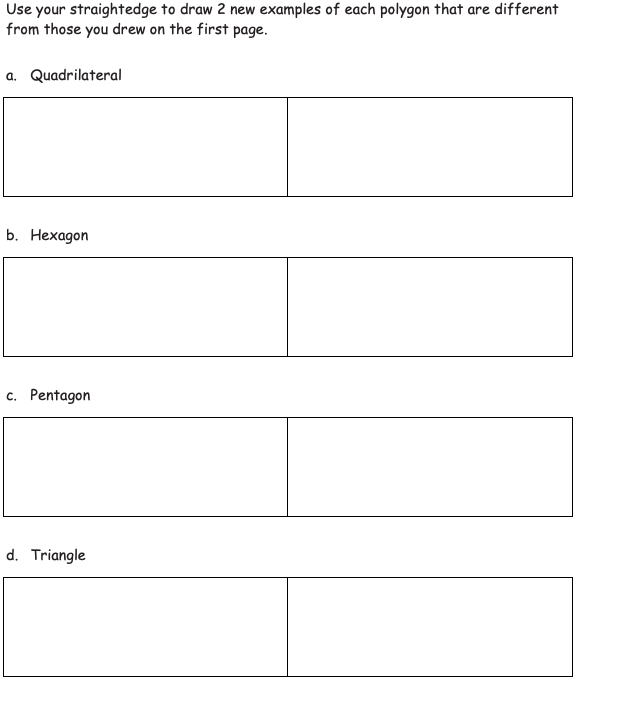 Use your straightedge to draw 2 new examples of each polygon that are different
from those you drew on the first page.
a. Quadrilateral
b. Hexagon
c. Pentagon
d. Triangle